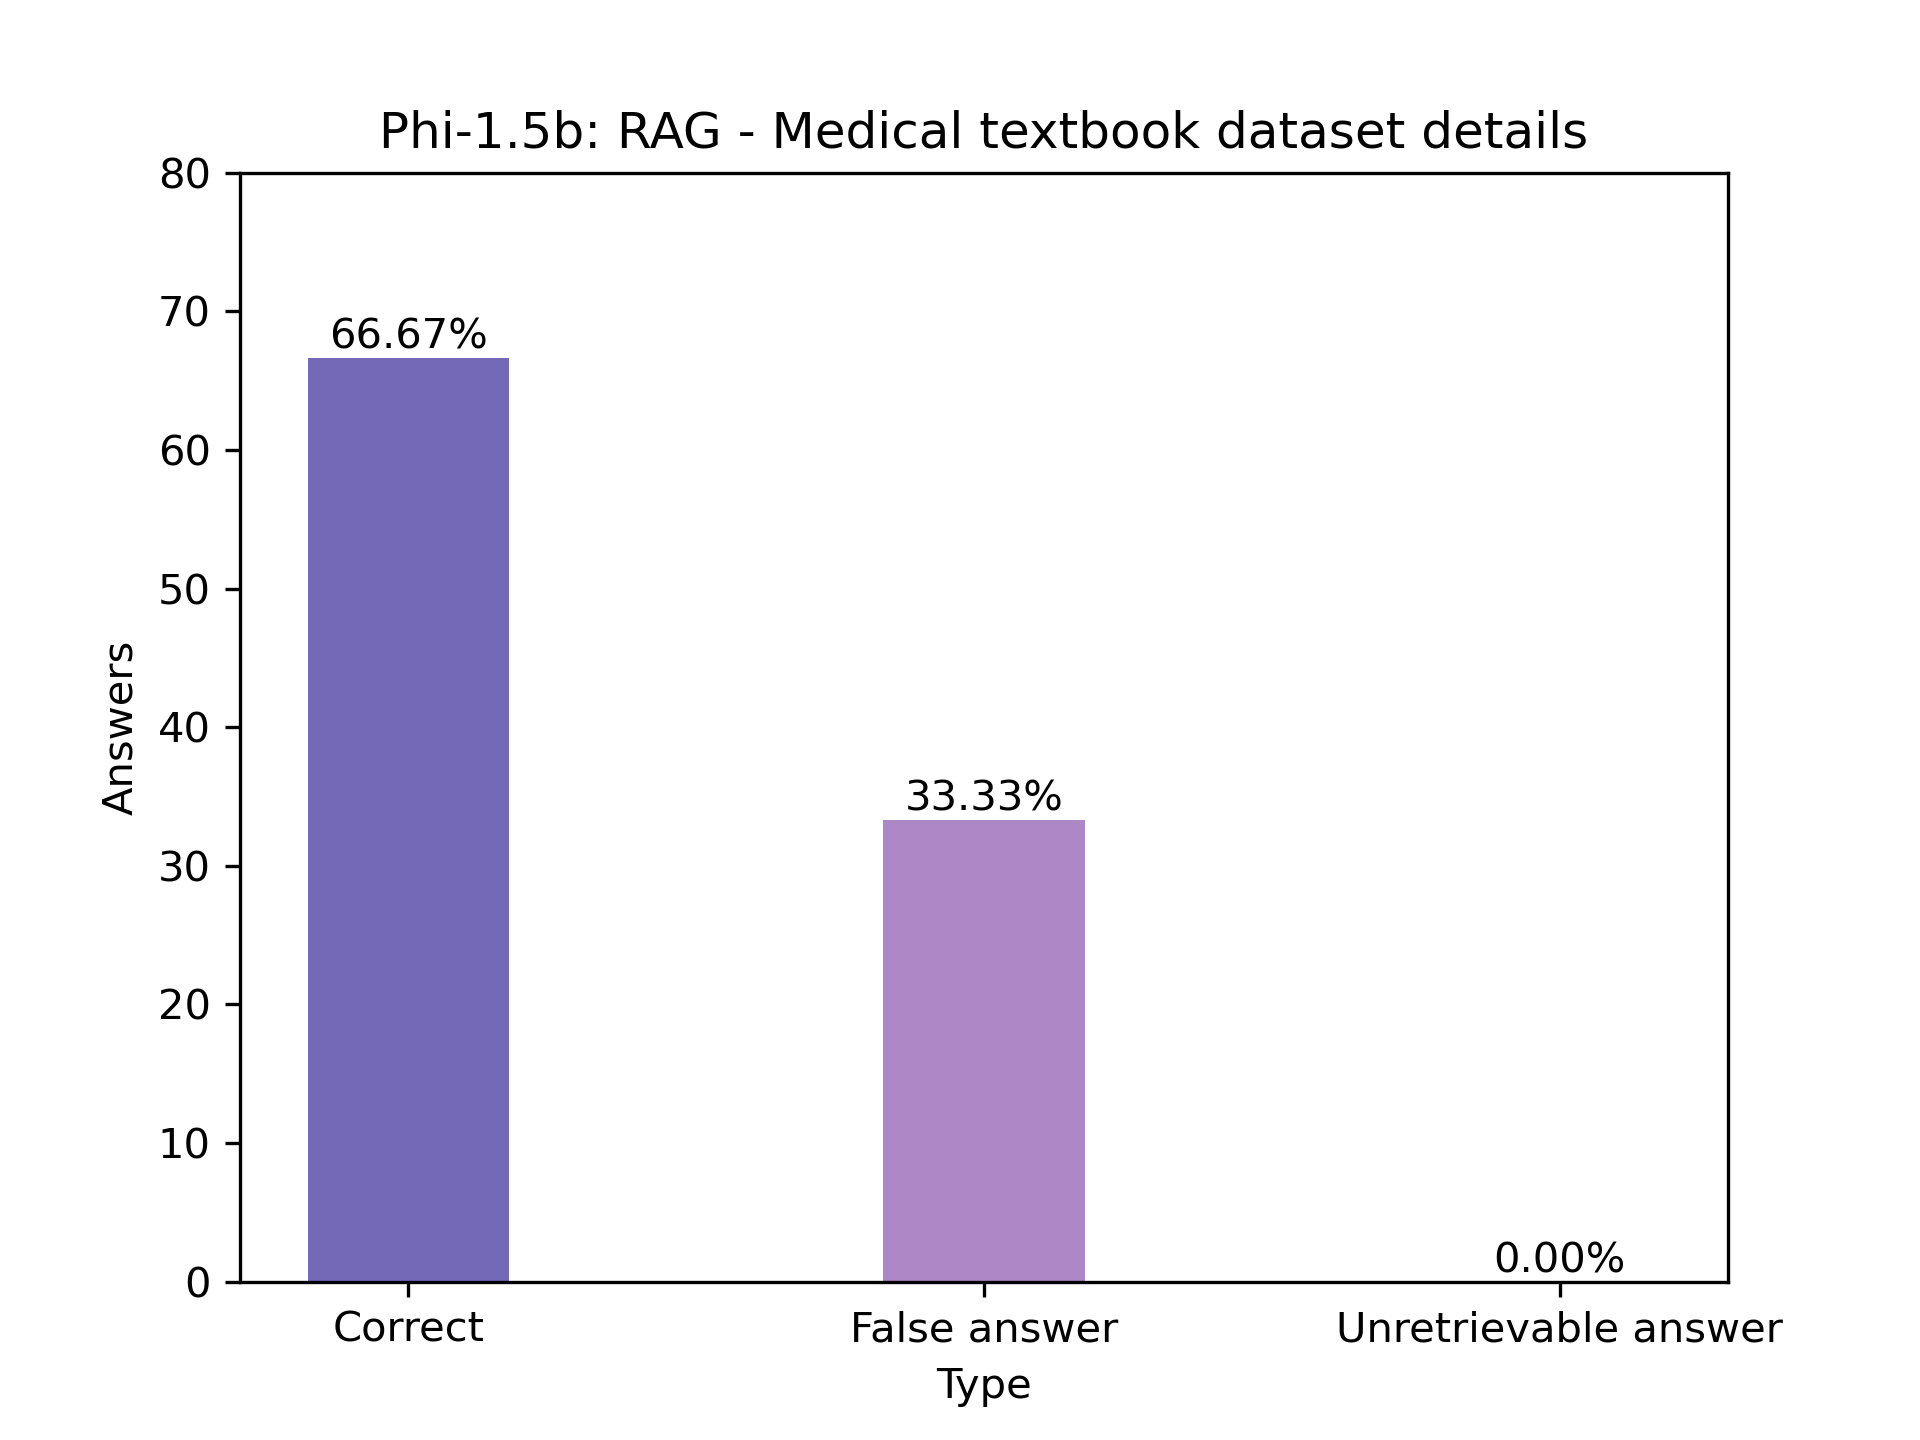 Phi-1.5b: RAG - Medical textbook dataset details
80
70
60
50
40
30
20
10
0
Answers
66.67%
33.33%
0.00%
Correct
False answer
Unretrievable answer
Type